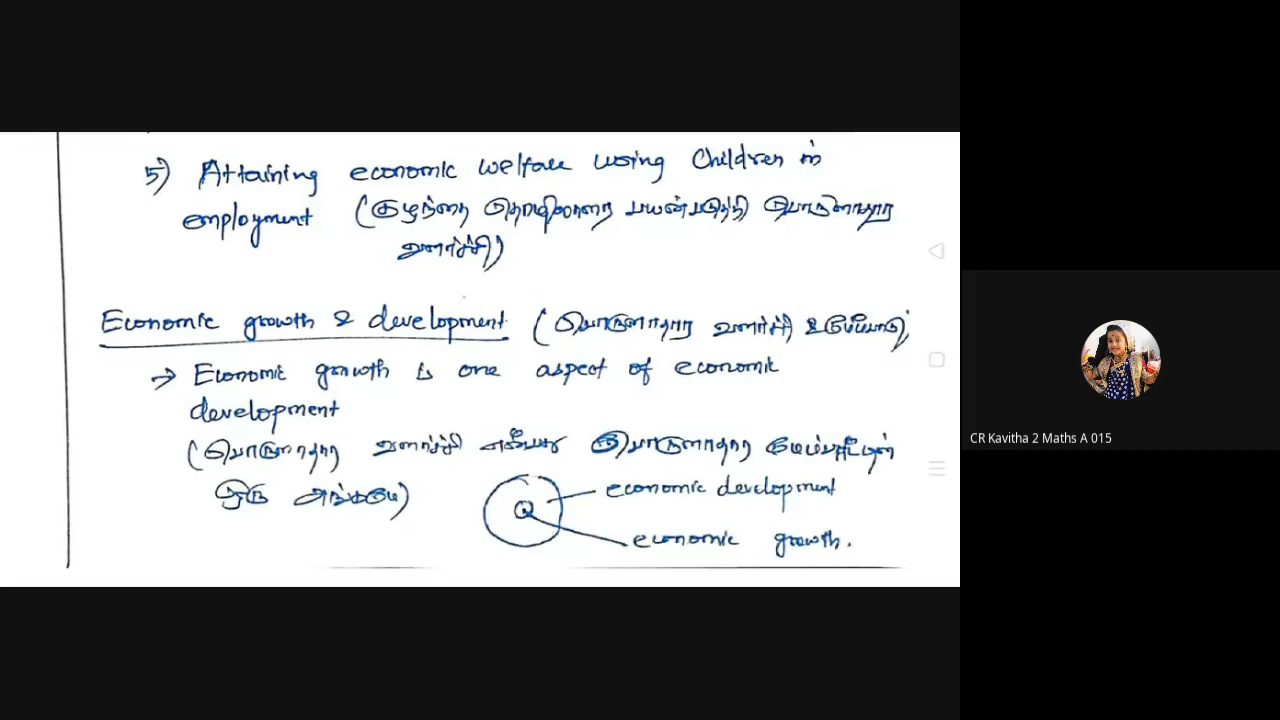 5) Attaining economic welfare using Children in
employment (குழந்தை தொழிலாளரை பயன்படுத்தி பொருளாதார
வளர்ச்சி)
Economic growth & development (பொருளாதார வளர்ச்சி &மேம்பாடு)
→ Economic growth is one aspect of economic
development
(பொருளாதார வளர்ச்சி என்பது பொருளாதார மேம்பாட்டின்
ஒரு அங்கமே)
economic development
economic growth.
CR Kavitha 2 Maths A 015